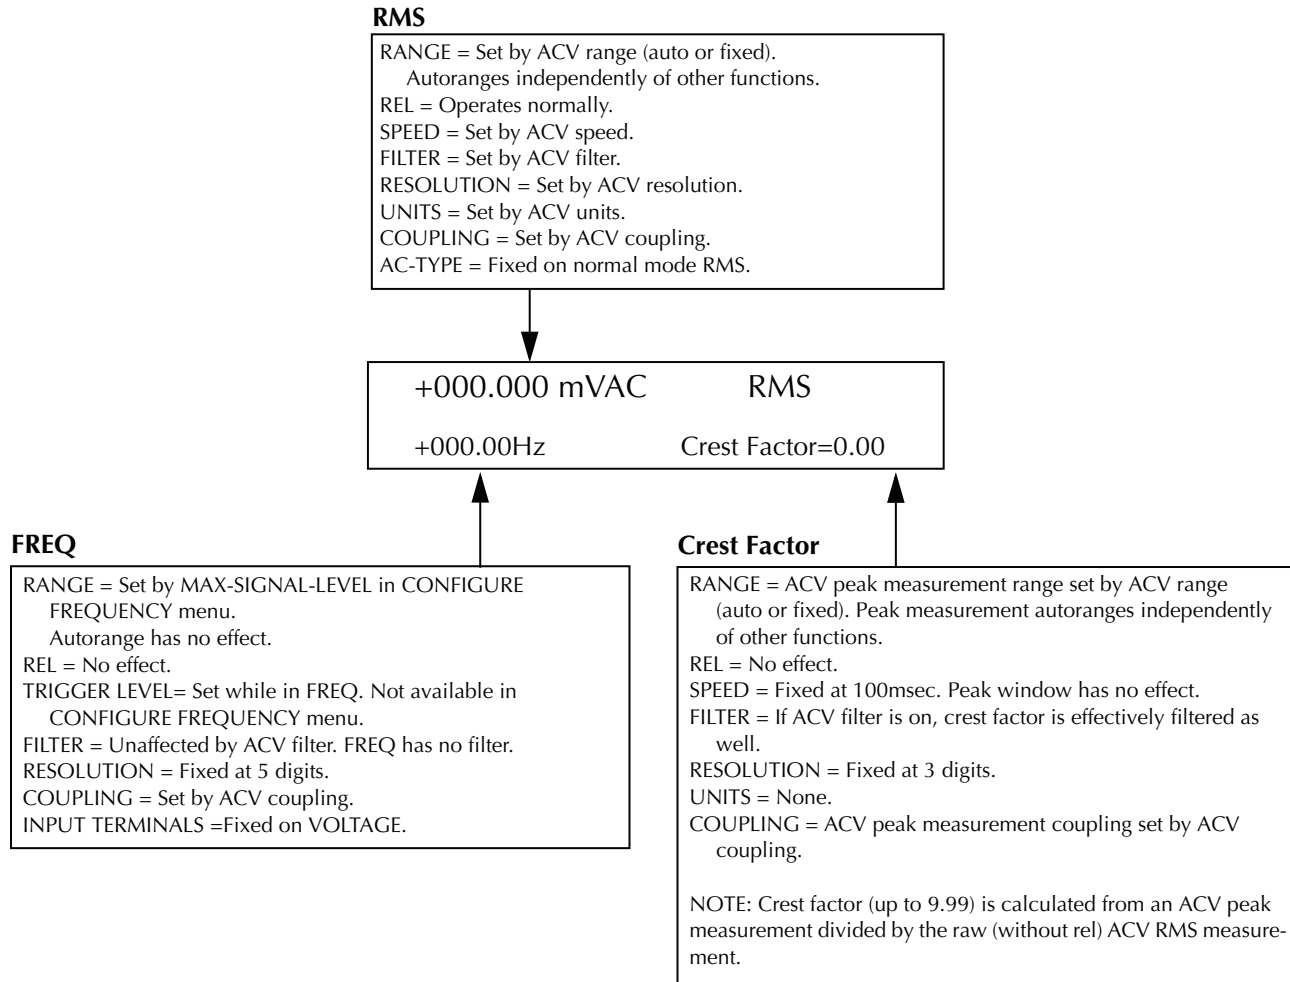 RMS
RANGE = Set by ACV range (auto or fixed).
Autoranges independently of other functions.
REL = Operates normally.
SPEED = Set by ACV speed.
FILTER = Set by ACV filter.
RESOLUTION = Set by ACV resolution.
UNITS = Set by ACV units.
COUPLING = Set by ACV coupling.
AC-TYPE = Fixed on normal mode RMS.
+000.000 mVAC RMS
+000.00Hz Crest Factor=0.00
FREQ
RANGE = Set by MAX-SIGNAL-LEVEL in CONFIGURE
FREQUENCY menu.
Autorange has no effect.
REL = No effect.
TRIGGER LEVEL= Set while in FREQ. Not available in
CONFIGURE FREQUENCY menu.
FILTER = Unaffected by ACV filter. FREQ has no filter.
RESOLUTION = Fixed at 5 digits.
COUPLING = Set by ACV coupling.
INPUT TERMINALS =Fixed on VOLTAGE.
Crest Factor
RANGE = ACV peak measurement range set by ACV range
(auto or fixed). Peak measurement autoranges independently
of other functions.
REL = No effect.
SPEED = Fixed at 100msec. Peak window has no effect.
FILTER = If ACV filter is on, crest factor is effectively filtered as
well.
RESOLUTION = Fixed at 3 digits.
UNITS = None.
COUPLING = ACV peak measurement coupling set by ACV
coupling.
NOTE: Crest factor (up to 9.99) is calculated from an ACV peak
measurement divided by the raw (without rel) ACV RMS measure-
ment.